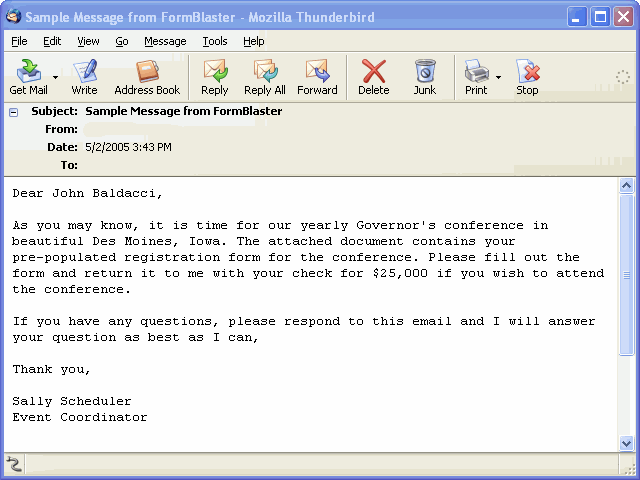 Sample Message from FormBlaster - Mozilla Thunderbird
File Edit View Go Message Tools Help
Get Mail Write Address Book Reply Reply All Forward Delete Junk Print Stop
Subject: Sample Message from FormBlaster
From:
Date: 5/2/2005 3:43 PM
To:
Dear John Baldacci,
As you may know, it is time for our yearly Governor's conference in
beautiful Des Moines, Iowa. The attached document contains your
pre-populated registration form for the conference. Please fill out the
form and return it to me with your check for $25,000 if you wish to attend
the conference.
If you have any questions, please respond to this email and I will answer
your question as best as I can,
Thank you,
Sally Scheduler
Event Coordinator